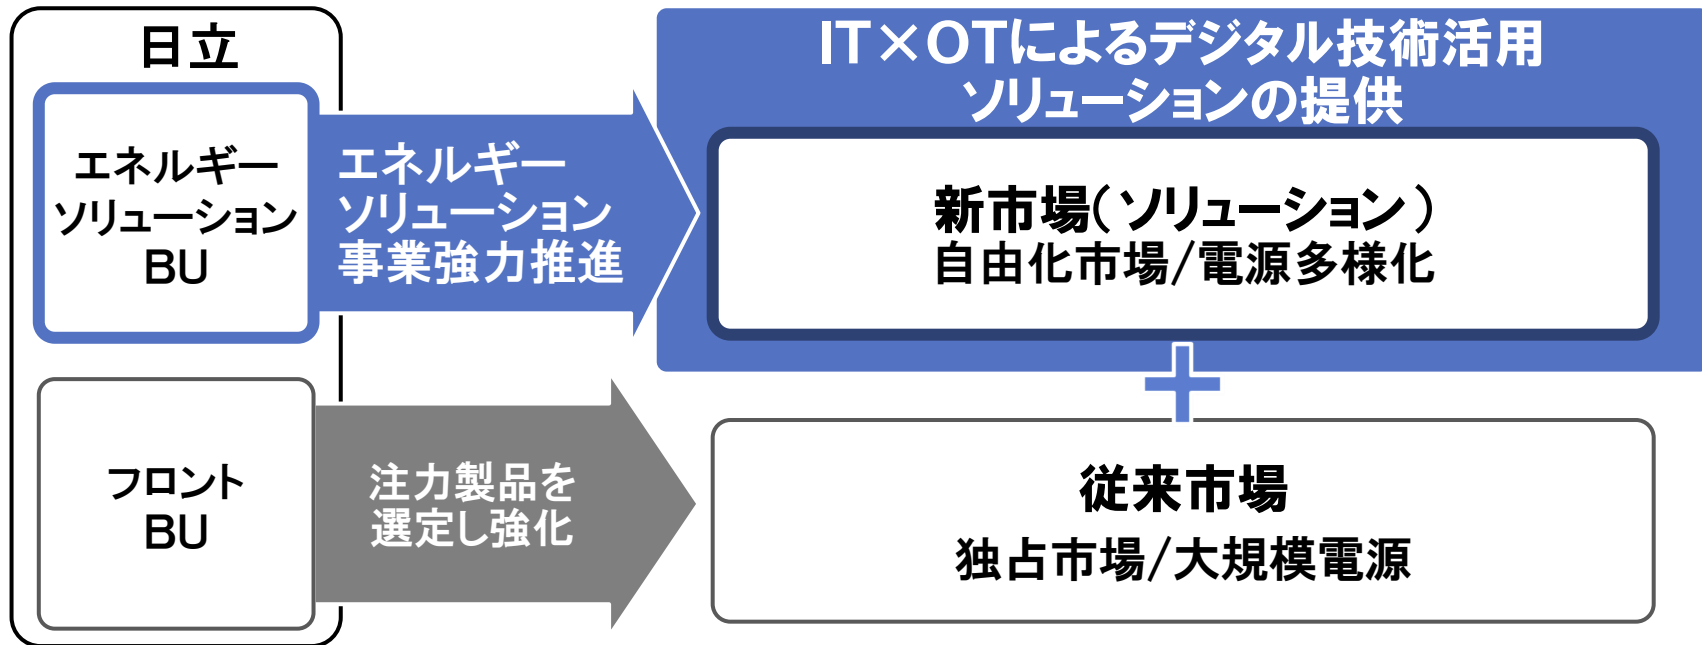 日立
エネルギー
ソリューション
BU
エネルギー
ソリューション
事業強力推進
IT×OTによるデジタル技術活用
ソリューションの提供
新市場(ソリューション)
自由化市場/電源多様化
+
フロント
BU
注力製品を
選定し強化
従来市場
独占市場/大規模電源